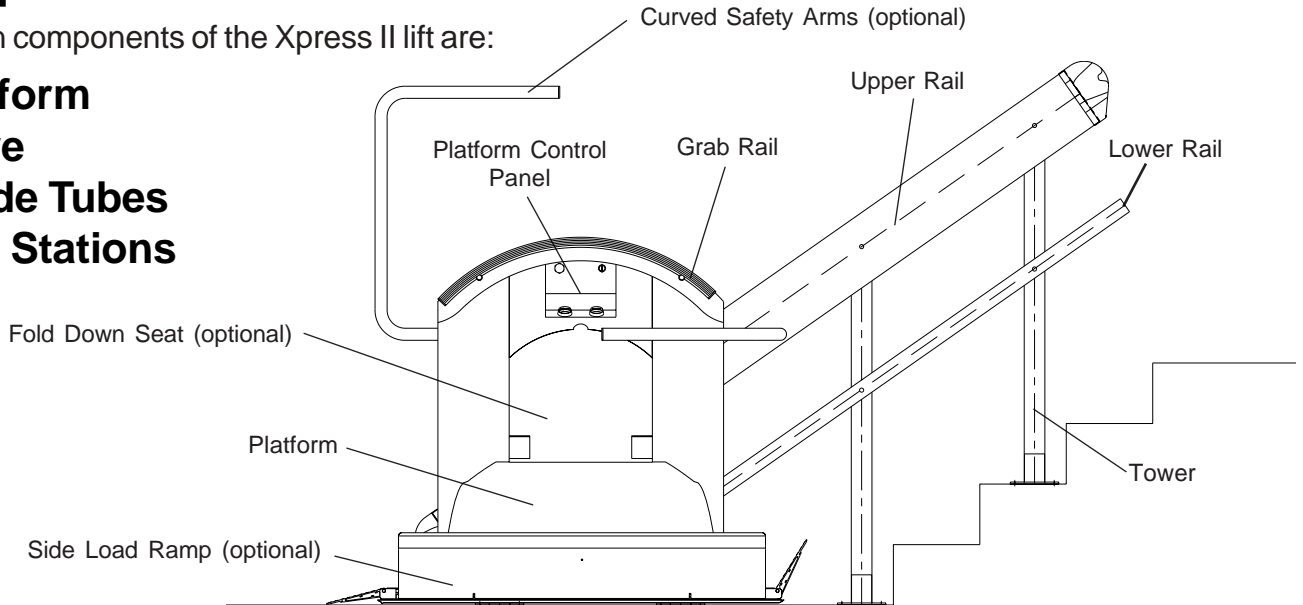 Curved Safety Arms (optional)
n components of the Xpress II lift are:
form
e
de Tubes
Stations
Upper Rail
Platform Control
Panel
Grab Rail
Lower Rail
Fold Down Seat (optional)
Platform
Tower
Side Load Ramp (optional)